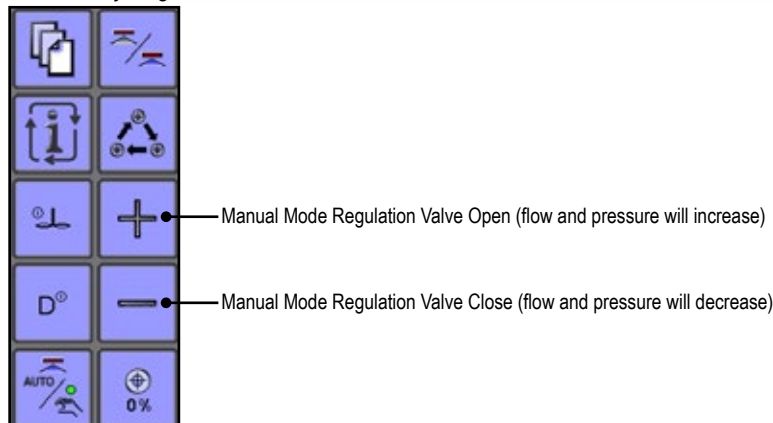 i
Manual Mode Regulation Valve Open (flow and pressure will increase)
D
Manual Mode Regulation Valve Close (flow and pressure will decrease)
AUTO
0%